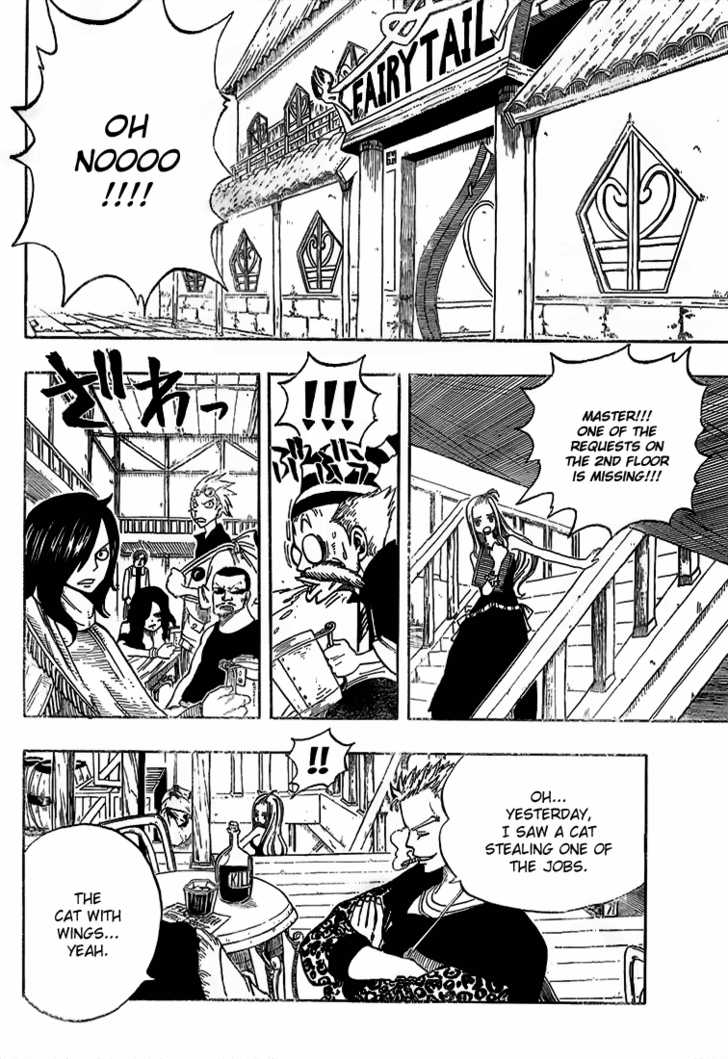 FAIRY TAIL
OH
NOOOO
!!!!
MASTER!!!
ONE OF THE
REQUESTS ON
THE 2ND FLOOR
IS MISSING!!!
!!!
ざわっ
OH...
YESTERDAY,
I SAW A CAT
STEALING ONE OF
THE JOBS.
!!
THE
CAT WITH
WINGS...
YEAH.